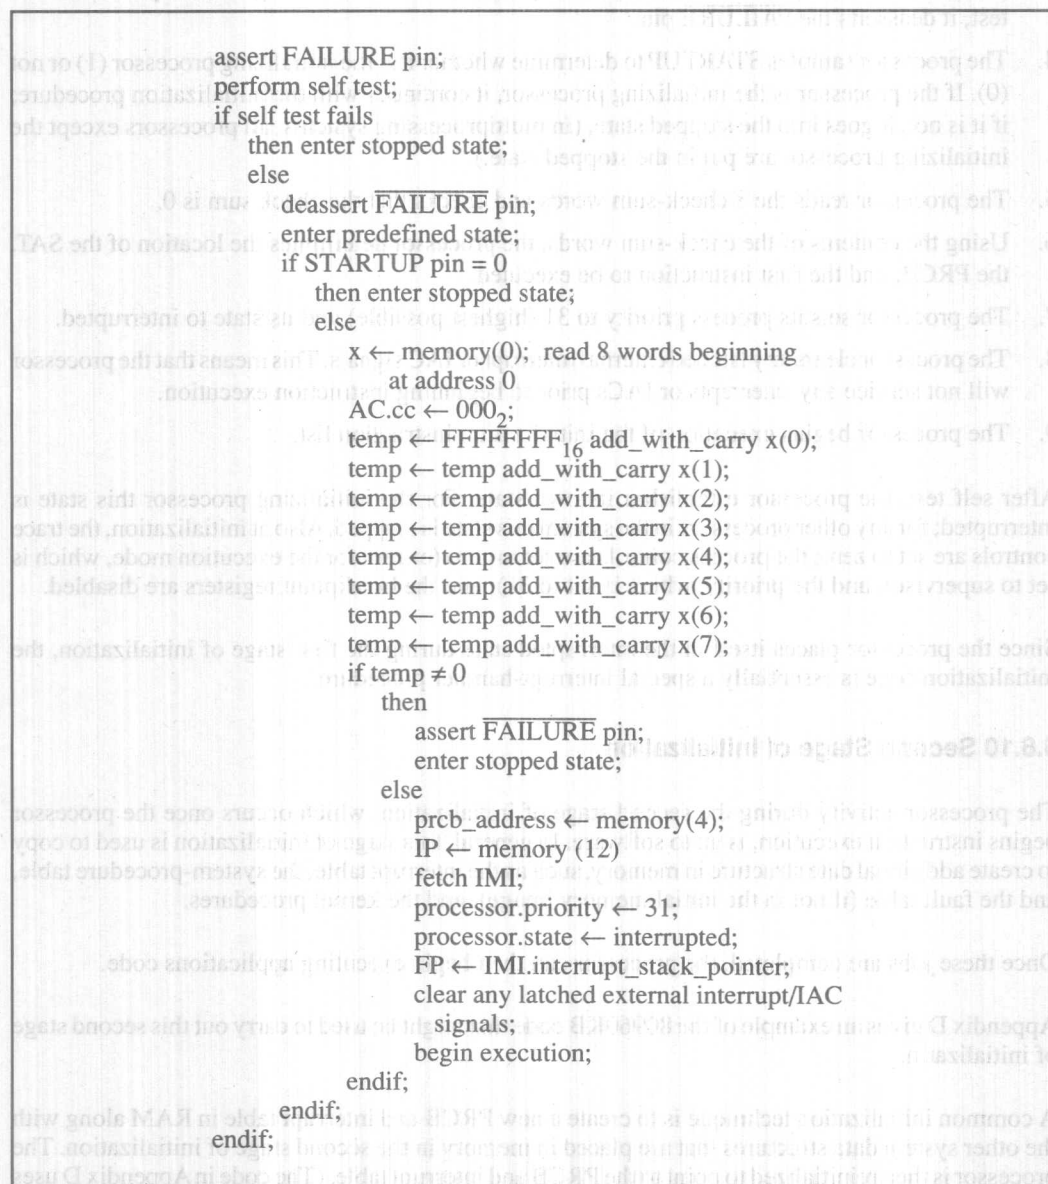 assert FAILURE pin;
perform self test;
if self test fails
then enter stopped state;
else
deassert FAILURE pin;
enter predefined state;
if STARTUP pin = 0
then enter stopped state;
else
x ← memory(0); read 8 words beginning
at address 0
AC.cc ← 000₂;
temp ← FFFFFFFF₁₆ add_with_carry x(0);
temp ← temp add_with_carry x(1);
temp ← temp add_with_carry x(2);
temp ← temp add_with_carry x(3);
temp ← temp add_with_carry x(4);
temp ← temp add_with_carry x(5);
temp ← temp add_with_carry x(6);
temp ← temp add_with_carry x(7);
if temp ≠ 0
then
assert FAILURE pin;
enter stopped state;
else
prcb_address ← memory(4);
IP ← memory (12)
fetch IMI;
processor.priority ← 31;
processor.state ← interrupted;
FP ← IMI.interrupt_stack_pointer;
clear any latched external interrupt/IAC
signals;
begin execution;
endif;
endif;
endif;